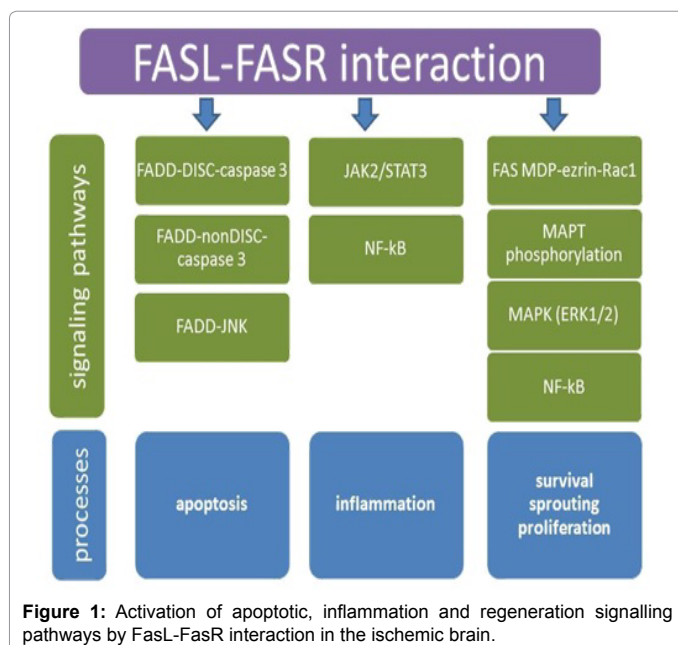 FASL-FASR interaction
signaling pathways
FADD-DISC-caspase 3
FADD-nonDISC-
caspase 3
FADD-JNK
JAK2/STAT3
NF-kB
FAS MDP-ezrin-Rac1
MAPT
phosphorylation
MAPK (ERK1/2)
NF-kB
processes
apoptosis
inflammation
survival
sprouting
proliferation
Figure 1: Activation of apoptotic, inflammation and regeneration signalling
pathways by FasL-FasR interaction in the ischemic brain.